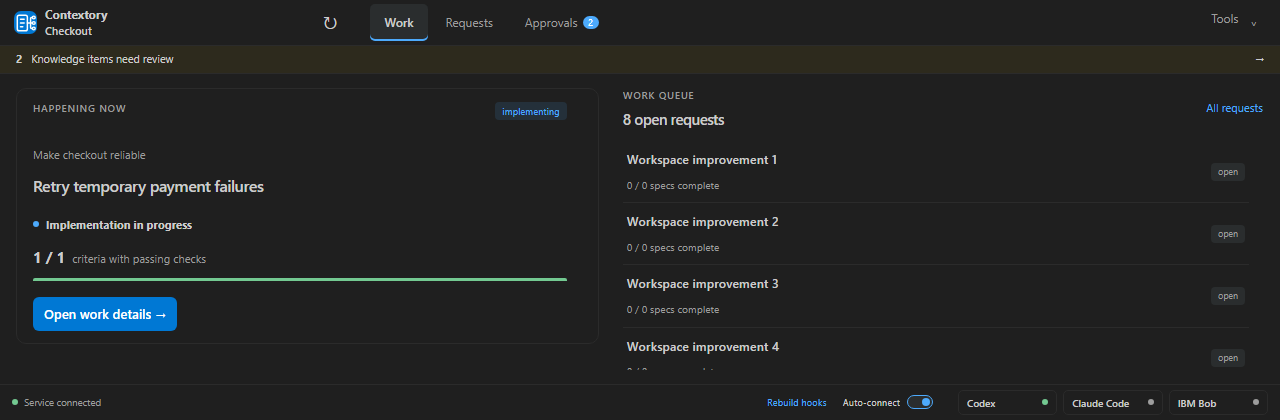 Contextory
Checkout
Work
Requests
Approvals 2
Tools
2 Knowledge items need review →
HAPPENING NOW
implementing
Make checkout reliable
Retry temporary payment failures
Implementation in progress
1 / 1 criteria with passing checks
Open work details →
WORK QUEUE
8 open requests
All requests
Workspace improvement 1
0 / 0 specs complete
open
Workspace improvement 2
0 / 0 specs complete
open
Workspace improvement 3
0 / 0 specs complete
open
Workspace improvement 4
open
Service connected
Rebuild hooks
Auto-connect
Codex
Claude Code
IBM Bob